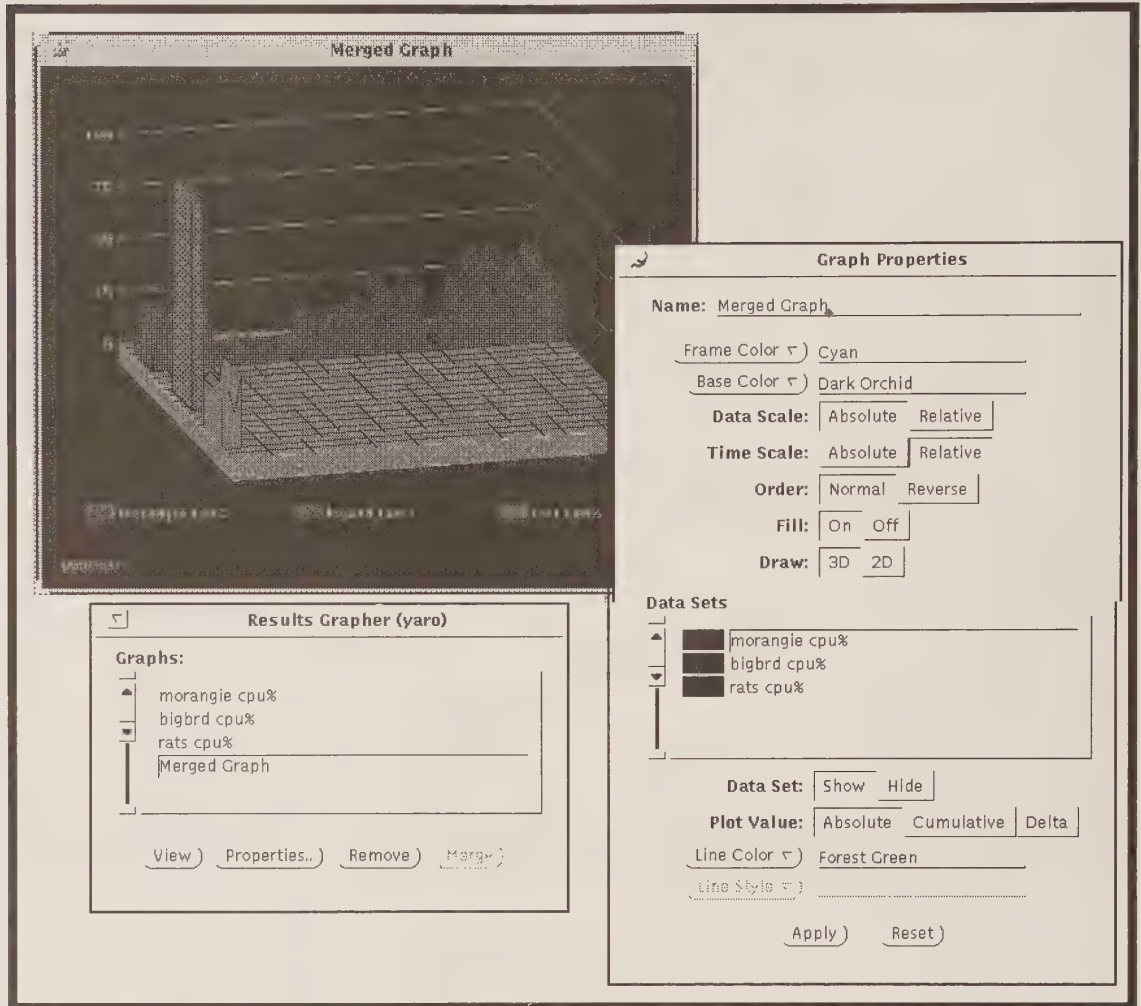 Merged Graph
0
Results Grapher (yaro)
Graphs:
morangie cpu%
bigbrd cpu%
rats cpu%
Merged Graph
View
Properties..
Remove
Merge
Graph Properties
Name: Merged Graph
Frame Color Cyan
Base Color Dark Orchid
Data Scale: Absolute Relative
Time Scale: Absolute Relative
Order: Normal Reverse
Fill: On Off
Draw: 3D 2D
Data Sets
morangie cpu%
bigbrd cpu%
rats cpu%
Data Set: Show Hide
Plot Value: Absolute Cumulative Delta
Line Color Forest Green
Line Style
Apply
Reset